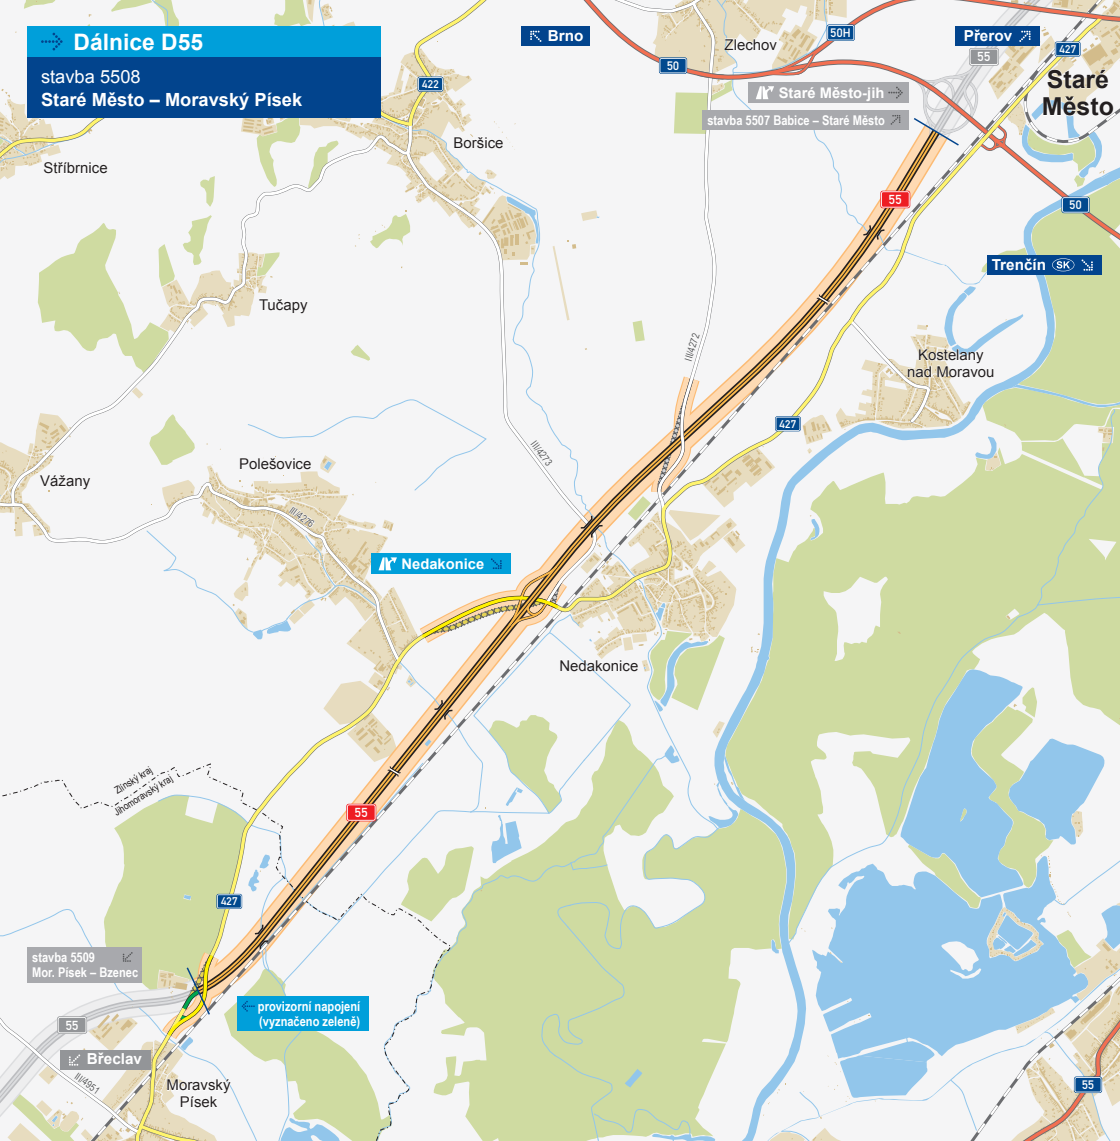 Dálnice D55
stavba 5508
Staré Město – Moravský Písek
Brno
Zlechov
50H
Přerov
427
55
50
422
Staré
Město
Staré Město-jih
stavba 5507 Babice – Staré Město
Boršice
Stříbrnice
55
50
Trenčín SK
Tučapy
III/4272
Kostelany
nad Moravou
427
III/4273
Polešovice
Vážany
III/4276
Nedakonice
Nedakonice
Zlínský kraj
Jihomoravský kraj
55
427
stavba 5509
Mor. Písek – Bzenec
provizorní napojení
(vyznačeno zeleně)
55
Břeclav
III/4951
Moravský
Písek
55